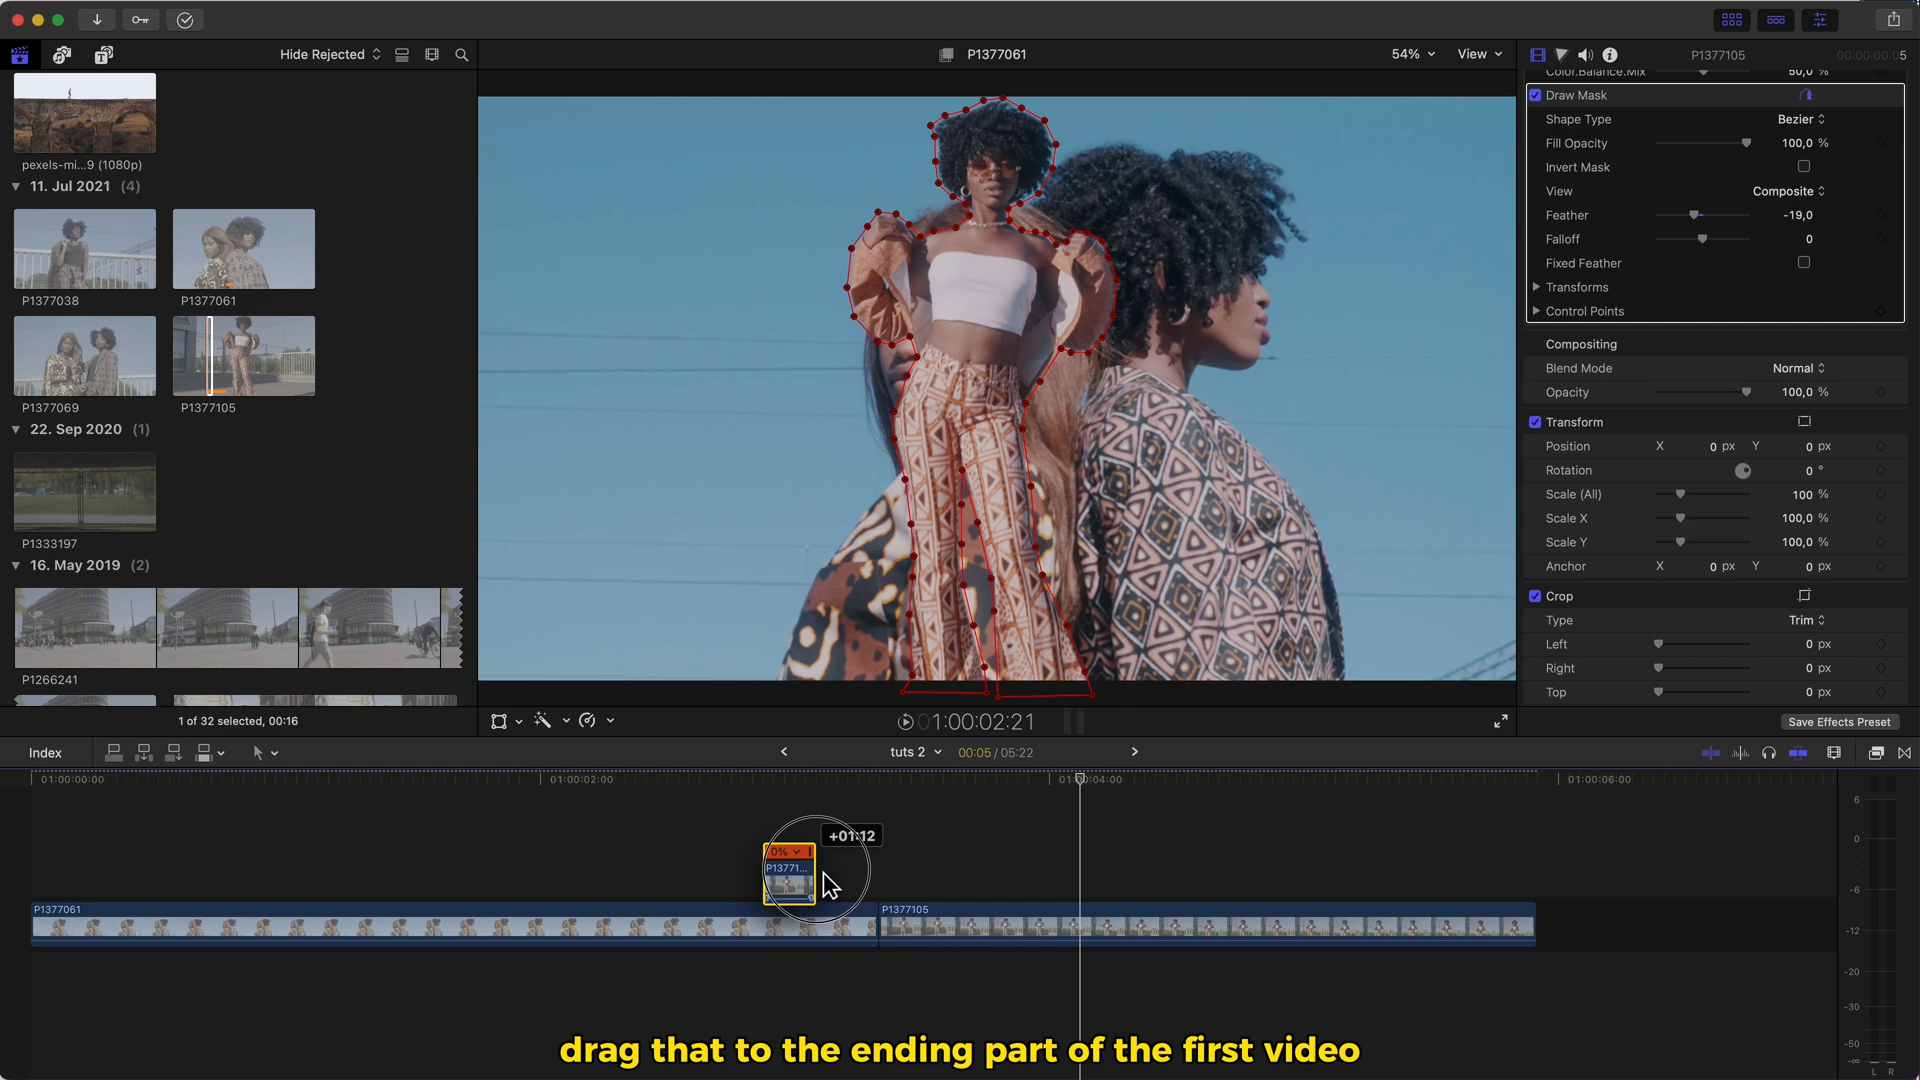 Hide Rejected
P1377061
54%
View
P1377105
00:00:00:05
Color.Balance.Mix
50,0 %
Draw Mask
Shape Type
Bezier
Fill Opacity
100,0 %
Invert Mask
View
Composite
Feather
-19,0
Falloff
0
Fixed Feather
Transforms
Control Points
Compositing
Blend Mode
Normal
Opacity
100,0 %
Transform
Position
X 0 px Y 0 px
Rotation
0 °
Scale (All)
100 %
Scale X
100,0 %
Scale Y
100,0 %
Anchor
X 0 px Y 0 px
Crop
Type
Trim
Left
0 px
Right
0 px
Top
0 px
Save Effects Preset
pexels-mi...9 (1080p)
11. Jul 2021 (4)
P1377038
P1377061
P1377069
P1377105
22. Sep 2020 (1)
P1333197
16. May 2019 (2)
P1266241
1 of 32 selected, 00:16
01:00:02:21
Index
tuts 2
00:05 / 05:22
01:00:00:00
01:00:02:00
01:00:04:00
01:00:06:00
+01:12
0%
P13771...
P1377061
P1377105
6
0
-6
-12
-20
-30
-50
-∞
L R
drag that to the ending part of the first video